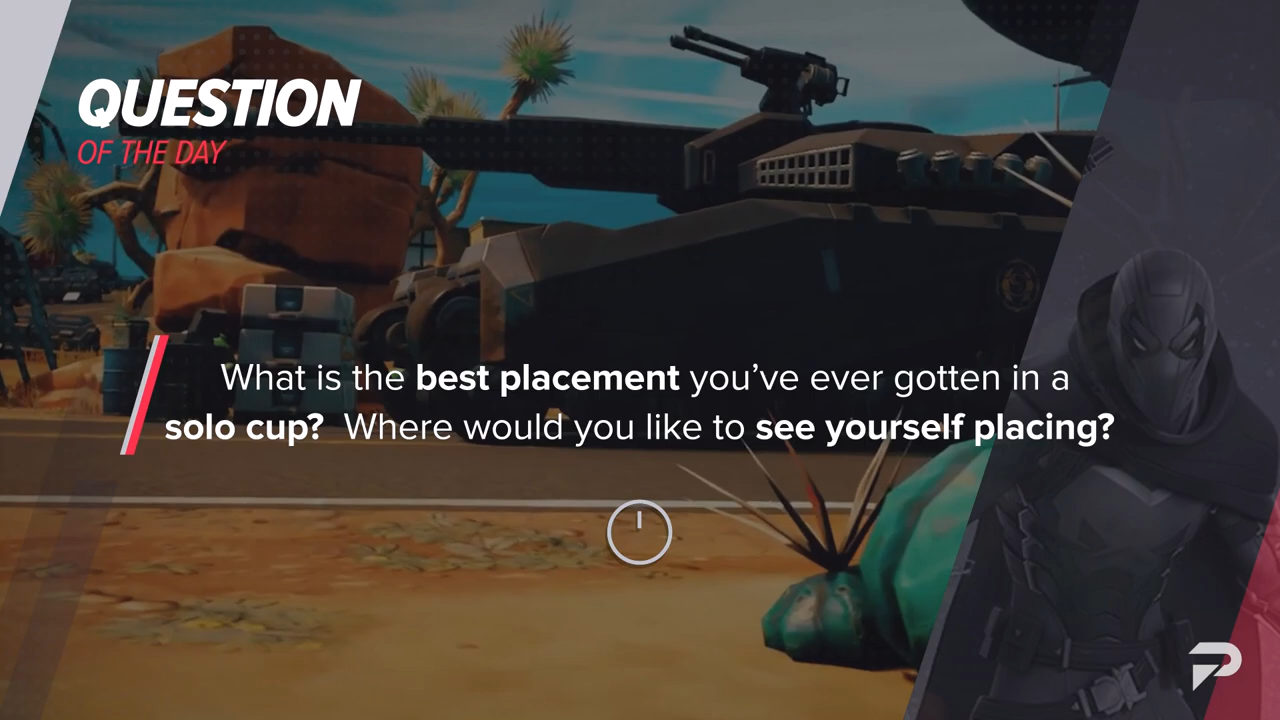 QUESTION
OF THE DAY
What is the best placement you’ve ever gotten in a
solo cup?  Where would you like to see yourself placing?